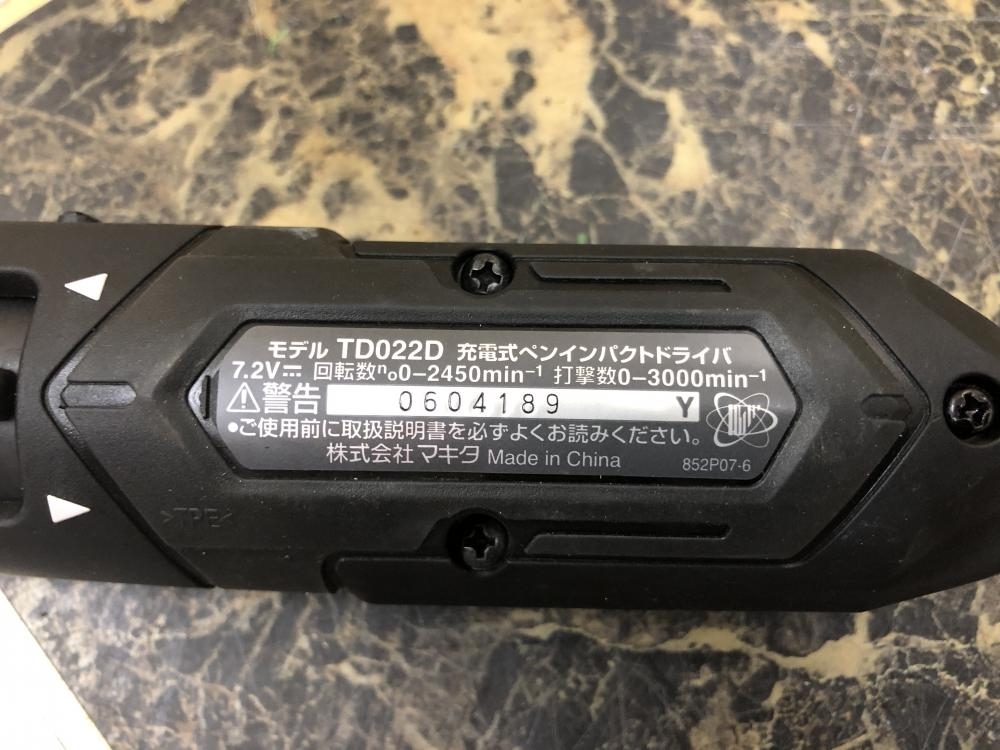 モデル TD022D 充電式ペンインパクトドライバ
7.2V⎓ 回転数n₀0-2450min⁻¹ 打撃数0-3000min⁻¹
⚠警告 0604189 Y
•ご使用前に取扱説明書を必ずよくお読みください。
株式会社マキタ Made in China 852P07-6
>TPE<